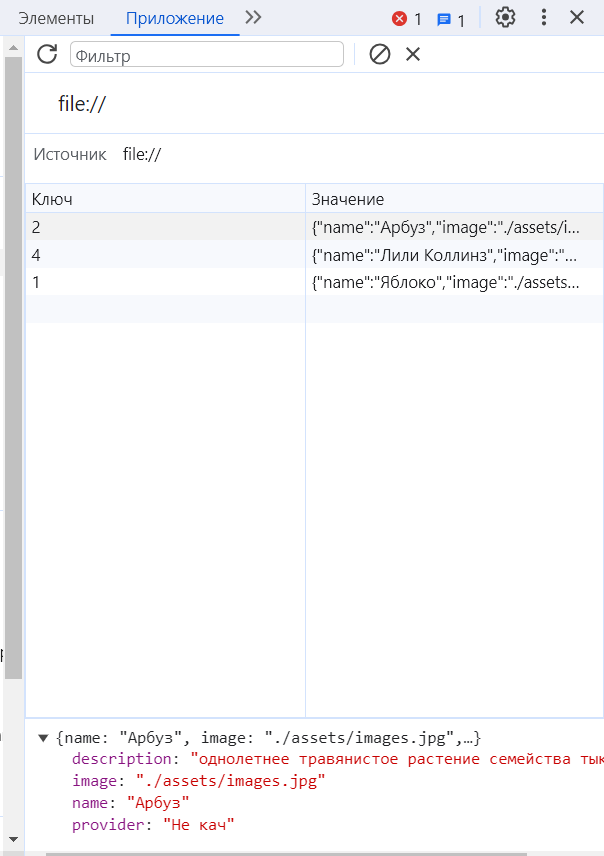 Элементы Приложение 1 1
Фильтр
file://
Источник file://
Ключ Значение
2 {"name":"Арбуз","image":"./assets/i...
4 {"name":"Лили Коллинз","image":"...
1 {"name":"Яблоко","image":"./assets...
{name: "Арбуз", image: "./assets/images.jpg",…}
description: "однолетнее травянистое растение семейства тык
image: "./assets/images.jpg"
name: "Арбуз"
provider: "Не кач"